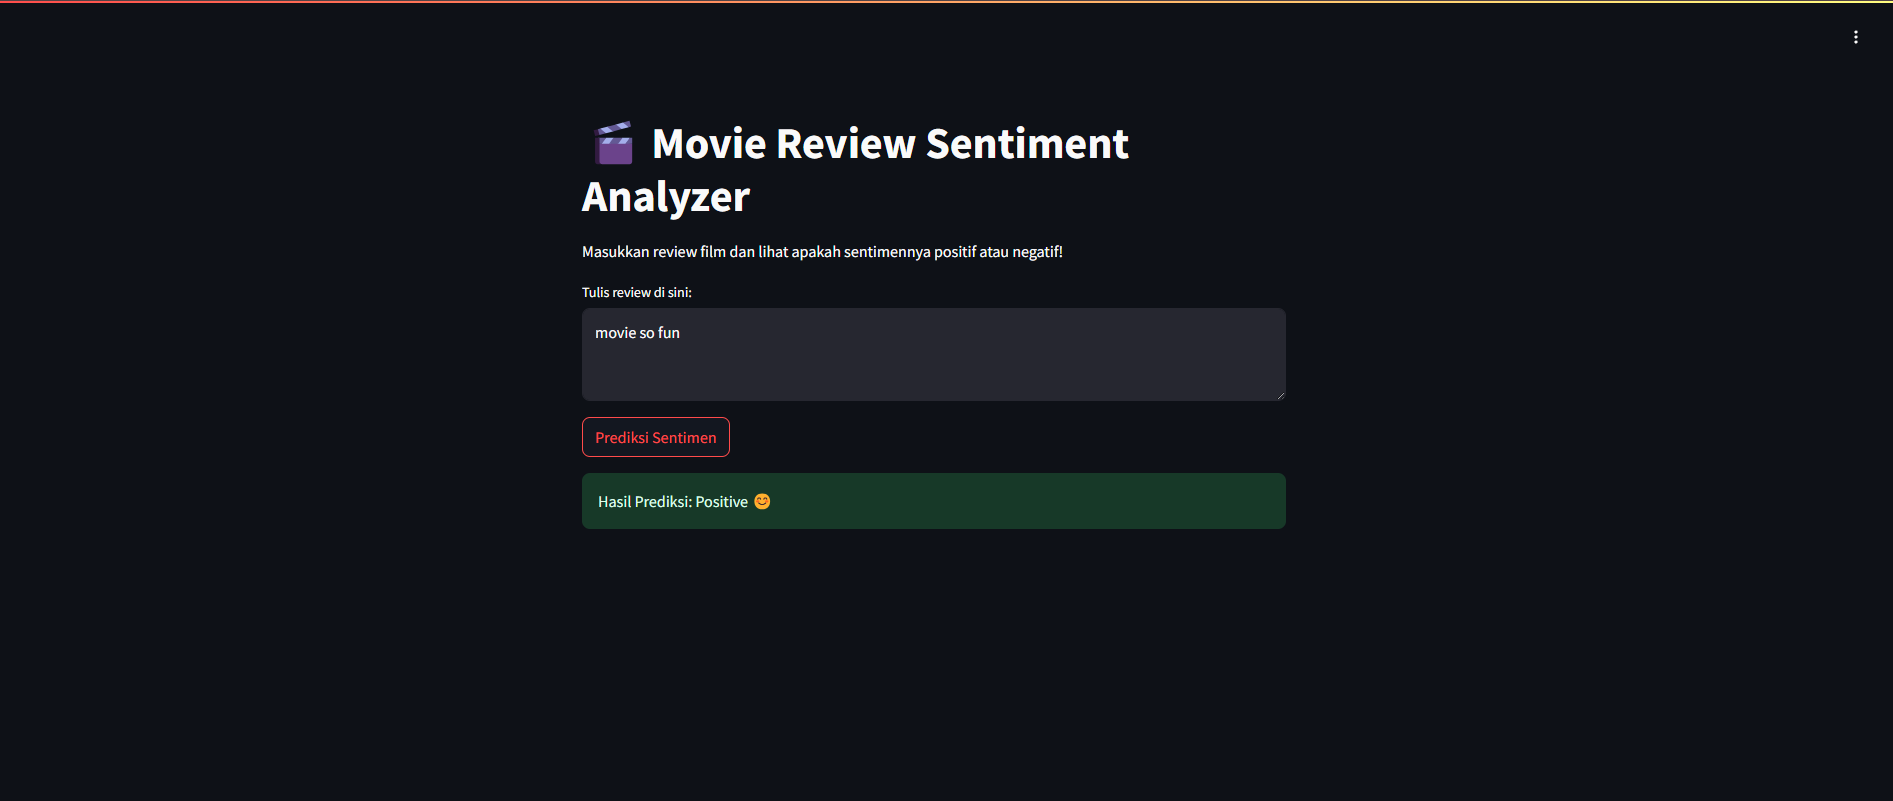 🎬 Movie Review Sentiment
Analyzer
Masukkan review film dan lihat apakah sentimennya positif atau negatif!
Tulis review di sini:
movie so fun
Prediksi Sentimen
Hasil Prediksi: Positive 😊